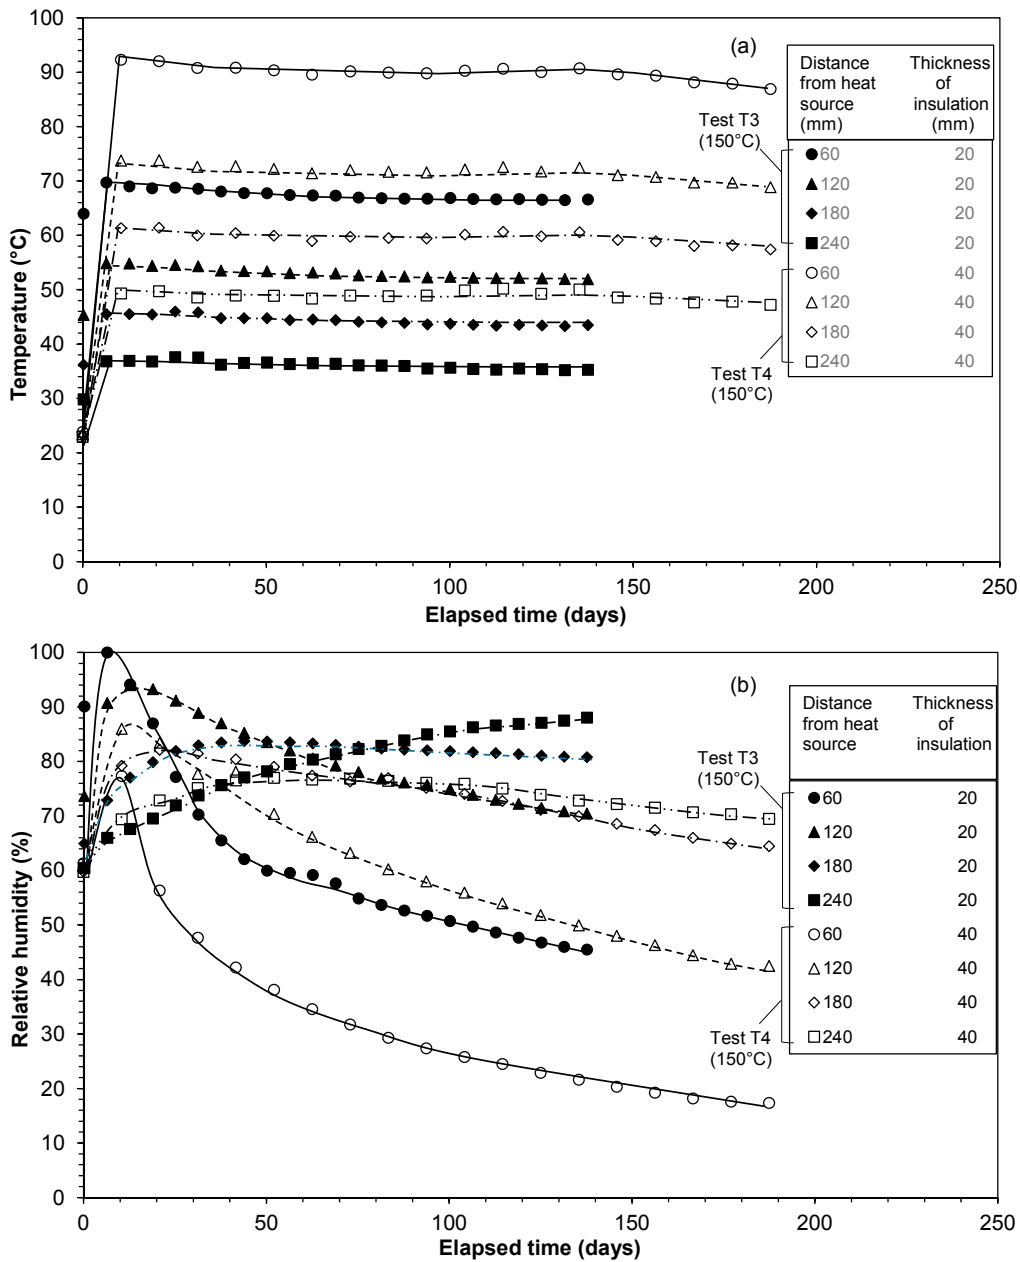 100
90
80
70
60
50
40
30
20
10
0
Temperature (°C)
(a)
Distance from heat source (mm)
Thickness of insulation (mm)
Test T3
(150°C)
60 20
120 20
180 20
240 20
60 40
120 40
180 40
240 40
Test T4
(150°C)
0 50 100 150 200 250
Elapsed time (days)
100
90
80
70
60
50
40
30
20
10
0
Relative humidity (%)
(b)
Distance from heat source
Thickness of insulation
Test T3
(150°C)
60 20
120 20
180 20
240 20
60 40
120 40
180 40
240 40
Test T4
(150°C)
0 50 100 150 200 250
Elapsed time (days)